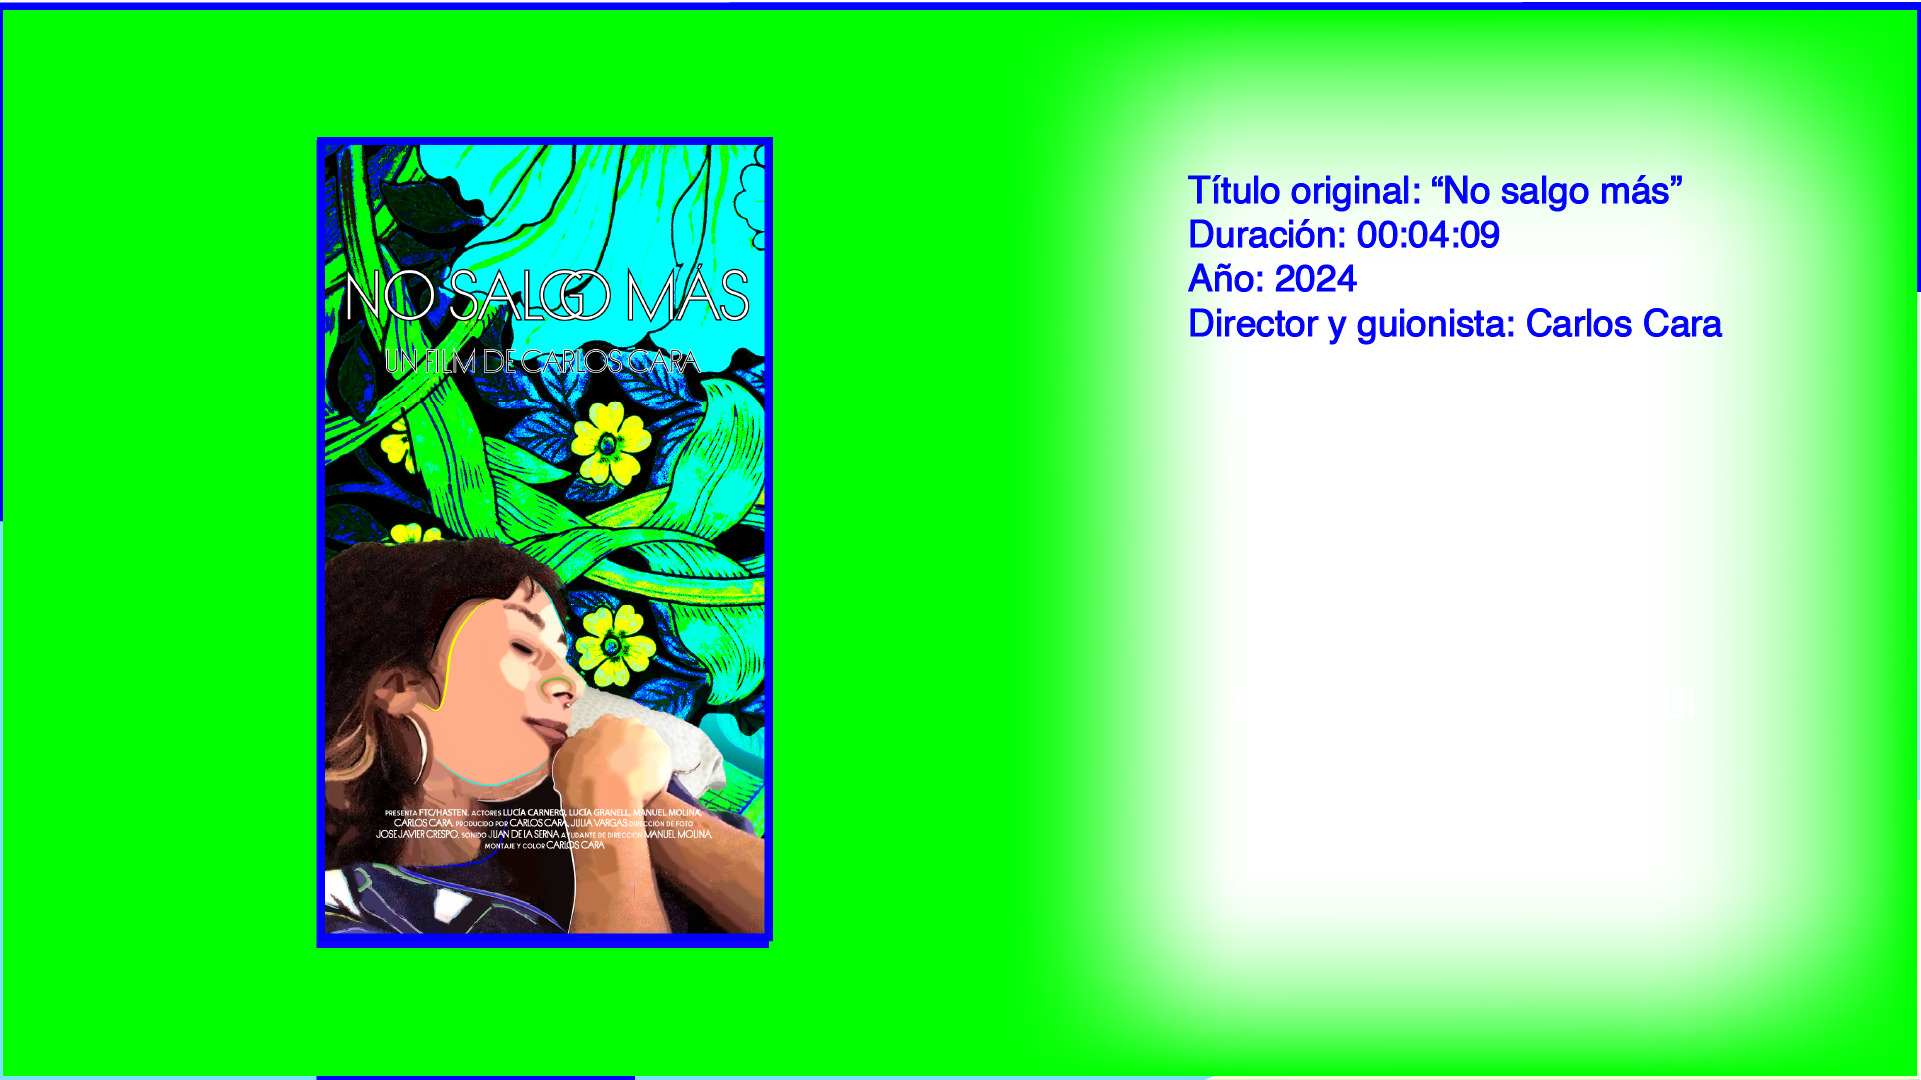 NO SALGO MÁS
UN FILM DE CARLOS CARA
PRESENTA FTC/HASTEN. ACTORES LUCÍA CARNERO, LUCÍA GRANELL, MANUEL MOLINA,
CARLOS CARA, PRODUCIDO POR CARLOS CARA, JULIA VARGAS DIRECCIÓN DE FOTO
JOSE JAVIER CRESPO, SONIDO JUAN DE LA SERNA AYUDANTE DE DIRECCIÓN MANUEL MOLINA,
MONTAJE Y COLOR CARLOS CARA
Título original: “No salgo más”
Duración: 00:04:09
Año: 2024
Director y guionista: Carlos Cara